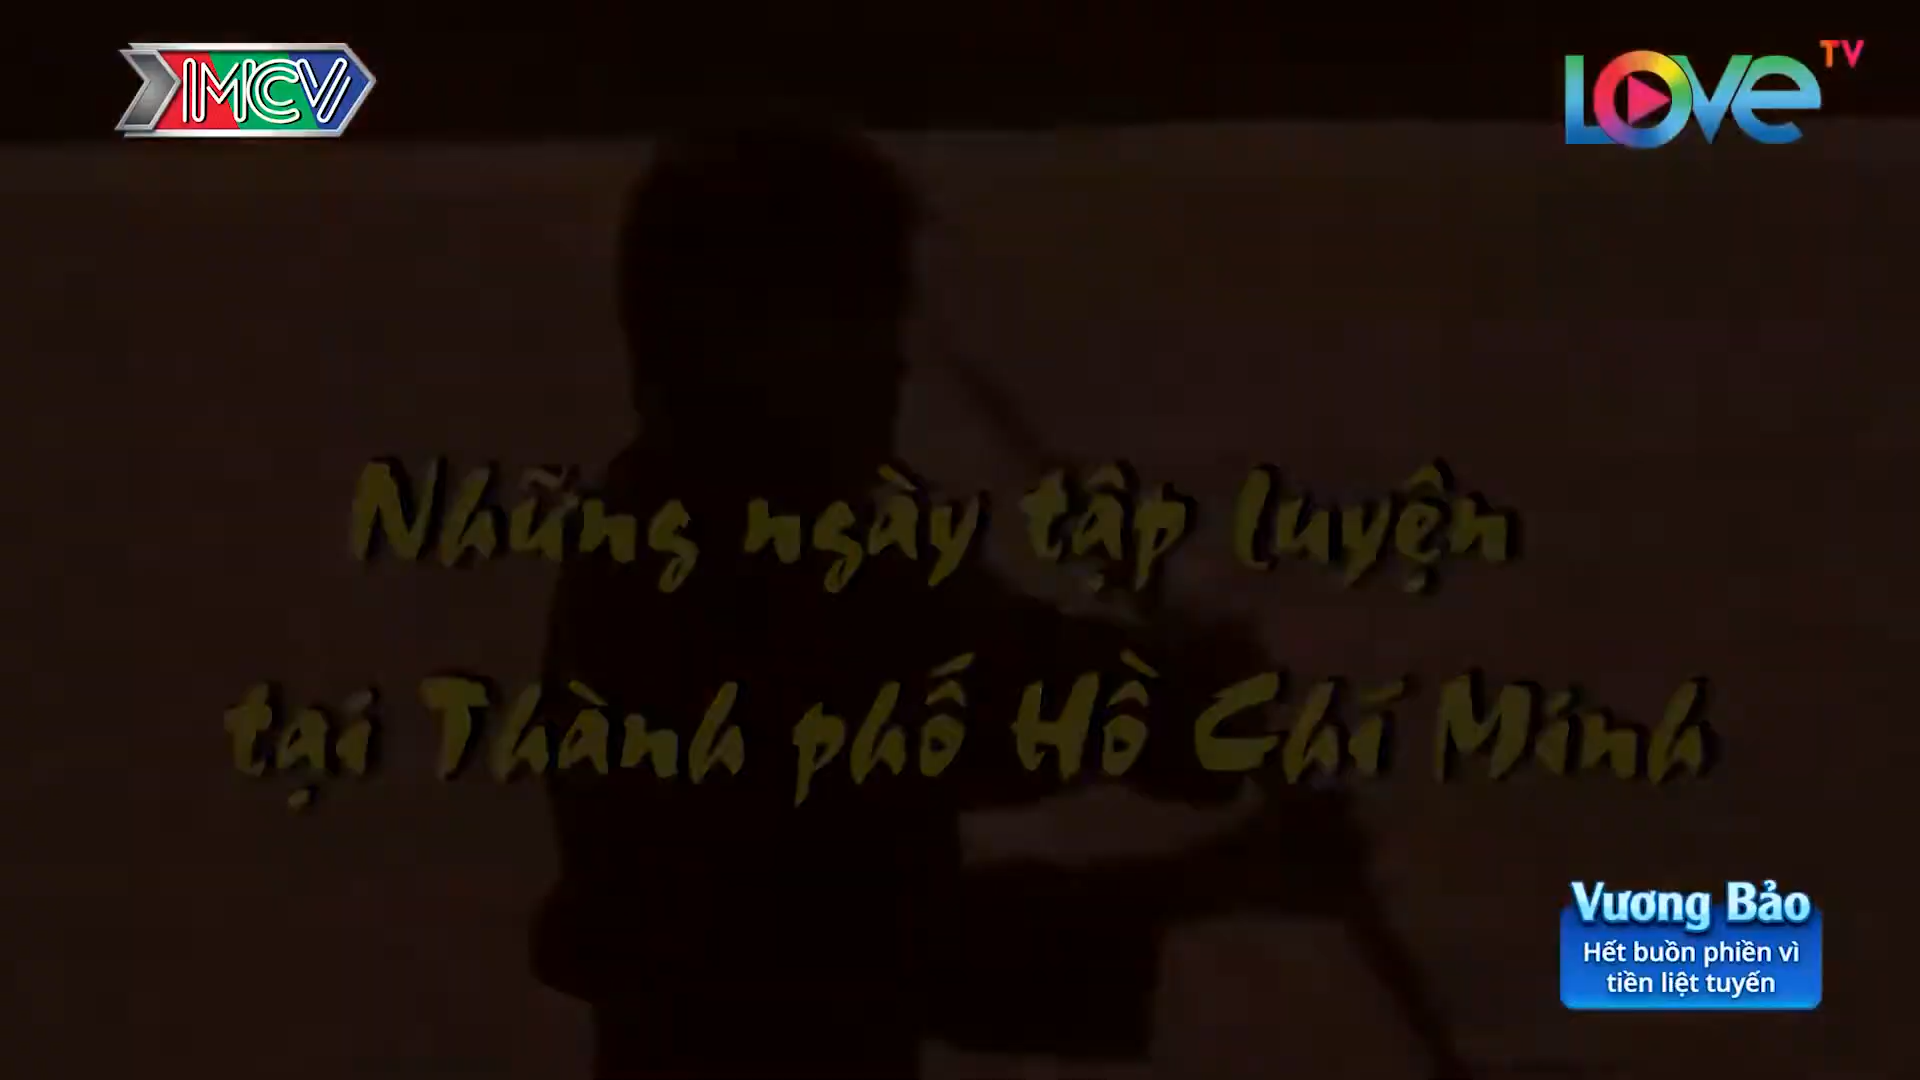 MCV
LOVE TV
Những ngày tập luyện
tại Thành phố Hồ Chí Minh
Vương Bảo
Hết buồn phiền vì
tiền liệt tuyến